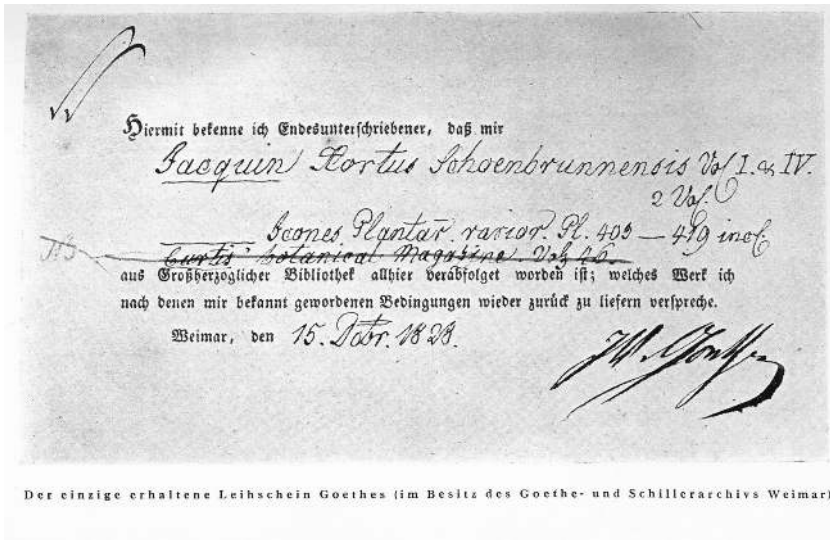 Hiermit bekenne ich Endesunterschriebener, daß mir
Jacquin Hortus Schoenbrunnensis Vol I. & IV.
2 Vol.
Icones Plantar. rarior. Pl. 403 — 419 incl.
Curtis' botanical Magazine. Vol. 46.
aus Großherzoglicher Bibliothek allhier verabfolget worden ist; welches Werk ich
nach denen mir bekannt gewordenen Bedingungen wieder zurück zu liefern verspreche.
Weimar, den 15. Dcbr. 1828.
JW. Goethe
Der einzige erhaltene Leihschein Goethes (im Besitz des Goethe- und Schillerarchivs Weimar)